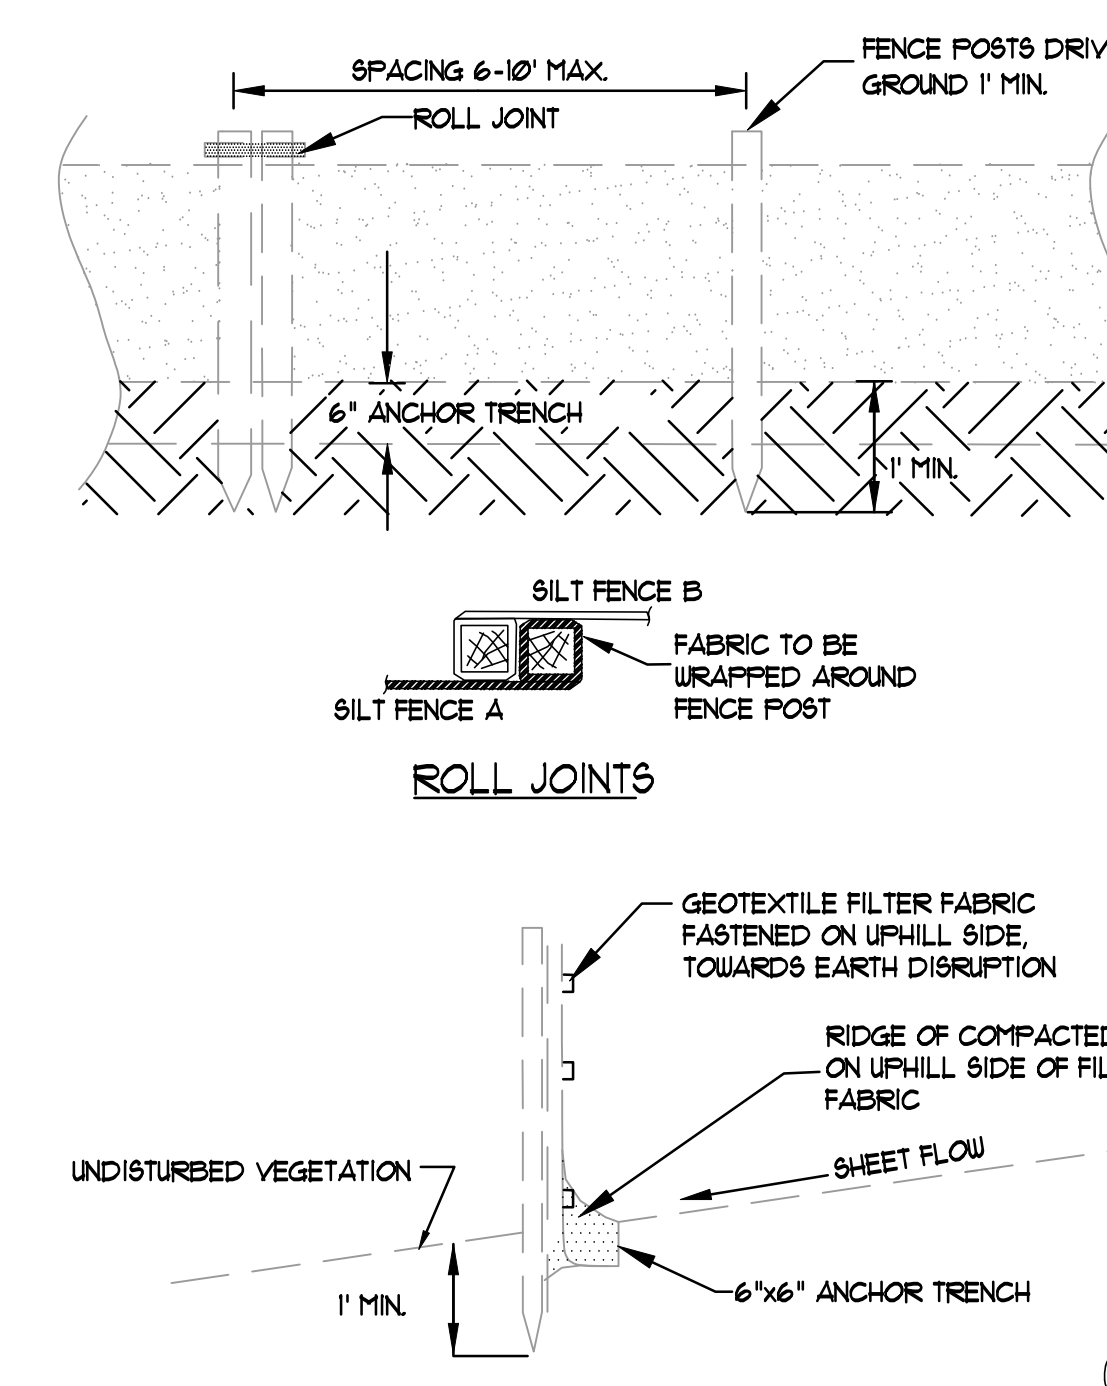 SPACING 6-10' MAX.
FENCE POSTS DRIV
GROUND 1' MIN.
ROLL JOINT
6" ANCHOR TRENCH
1' MIN.
SILT FENCE B
FABRIC TO BE
WRAPPED AROUND
FENCE POST
SILT FENCE A
ROLL JOINTS
GEOTEXTILE FILTER FABRIC
FASTENED ON UPHILL SIDE,
TOWARDS EARTH DISRUPTION
RIDGE OF COMPACTED
ON UPHILL SIDE OF FIL
FABRIC
SHEET FLOW
UNDISTURBED VEGETATION
6"x6" ANCHOR TRENCH
1' MIN.